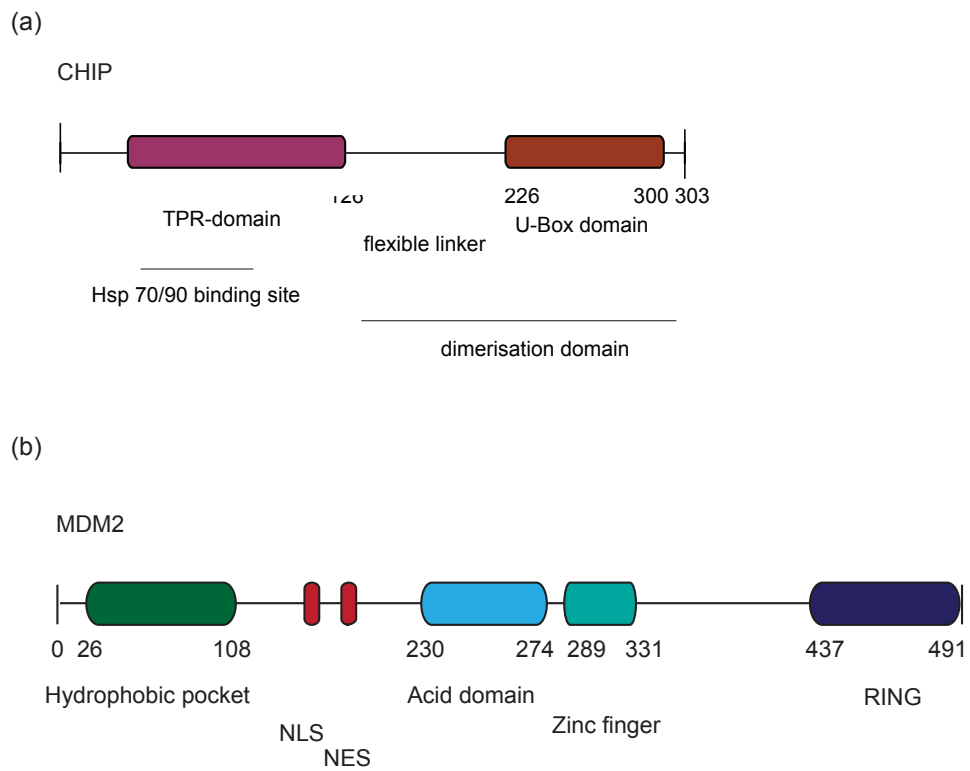 (a)
CHIP
126 226 300 303
TPR-domain
U-Box domain
flexible linker
Hsp 70/90 binding site
dimerisation domain
(b)
MDM2
0 26 108 230 274 289 331 437 491
Hydrophobic pocket Acid domain RING
Zinc finger
NLS
NES